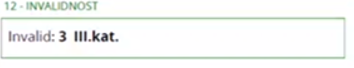 12 - INVALIDNOST
Invalid: 3 III.kat.